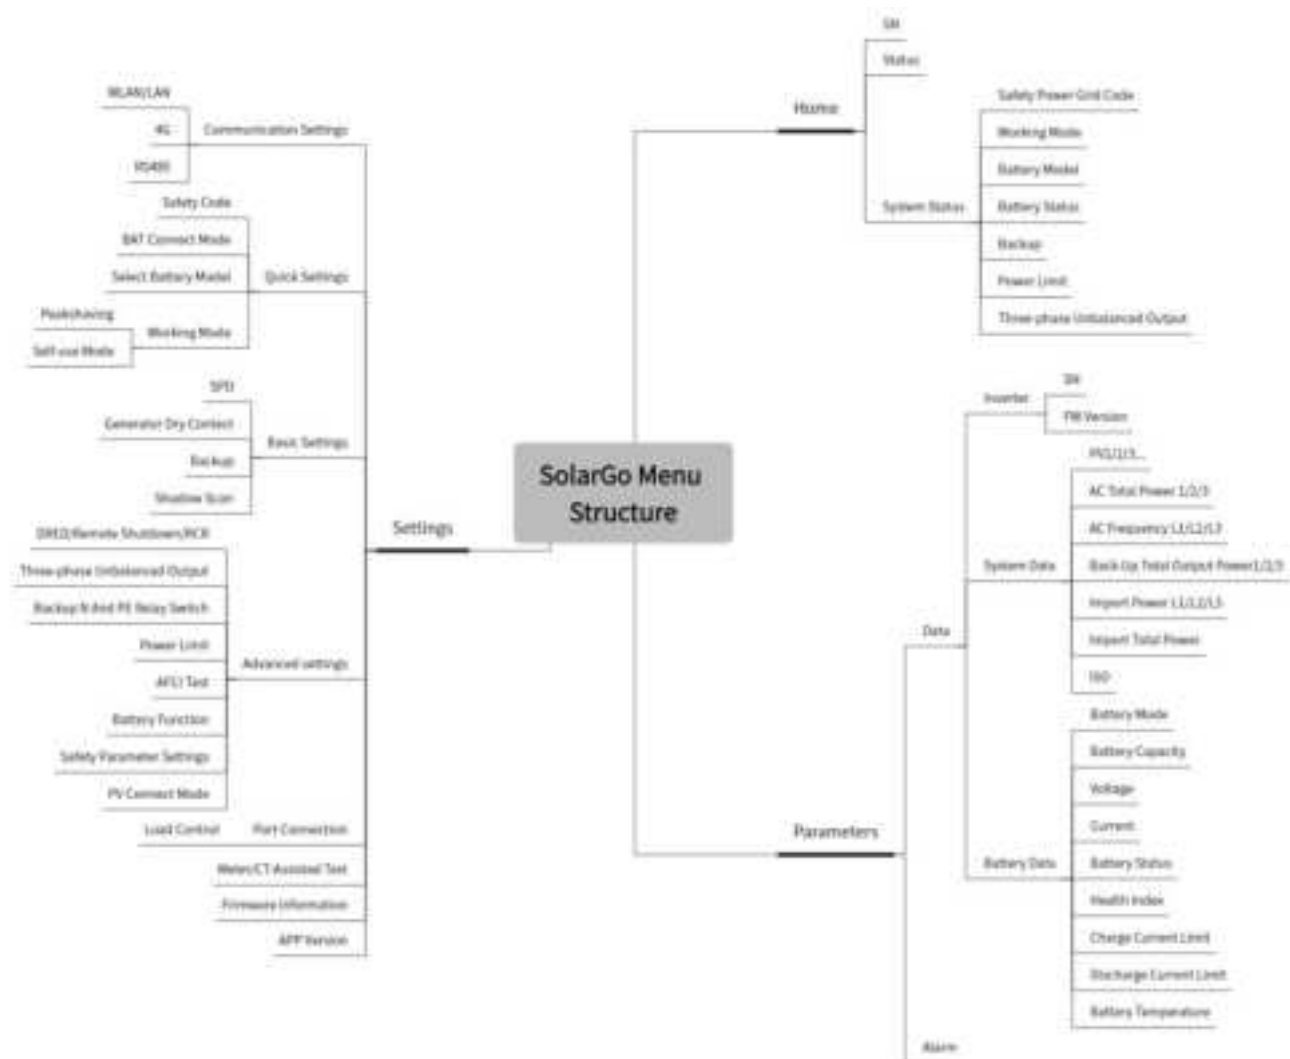 SolarGo Menu
Structure
Home
SN
Status
System Status
Safety Power Grid Code
Working Mode
Battery Model
Battery Status
Backup
Power Limit
Three-phase Unbalanced Output
Parameters
Data
Inverter
SN
FW Version
System Data
AC Total Power 1/2/3
AC Frequency L1/L2/L3
Back-Up Total Output Power1/2/3
Import Power L1/L2/L3
Import Total Power
ISO
Battery Data
Battery Mode
Battery Capacity
Voltage
Current
Battery Status
Health Index
Charge Current Limit
Discharge Current Limit
Battery Temperature
Alarm
Settings
Communication Settings
WLAN/LAN
4G
RS485
Quick Settings
Safety Code
BAT Connect Mode
Select Battery Model
Working Mode
Peakshaving
Self-use Mode
Basic Settings
SPD
Generator Dry Contact
Backup
Shadow Scan
Advanced settings
DRED/Remote Shutdown/RCR
Three-phase Unbalanced Output
Backup N And PE Relay Switch
Power Limit
AFCI Test
Battery Function
Safety Parameter Settings
PV Connect Mode
Port Connection
Load Control
Meter/CT-Assisted Test
Firmware Information
APP Version